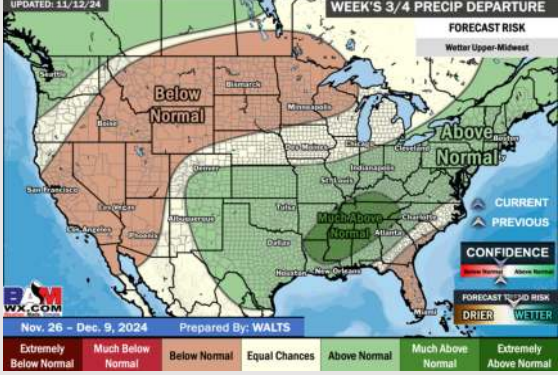 UPDATED: 11/12/24
WEEK'S 3/4 PRECIP DEPARTURE
FORECAST RISK
Wetter Upper-Midwest
Seattle
Below
Normal
Bismarck
Minneapolis
Boise
Above
Normal
Boston
Des Moines
Chicago
Cleveland
Denver
Indianapolis
San Francisco
St Louis
Las Vegas
Tulsa
Much Above
Normal
Charlotte
Los Angeles
Albuquerque
Phoenix
Atlanta
Dallas
Houston
New Orleans
Miami
CURRENT
PREVIOUS
CONFIDENCE
Below Normal
Above Normal
FORECAST TREND RISK
DRIER
WETTER
BAM
WX.COM
Nov. 26 – Dec. 9, 2024
Prepared By: WALTS
Extremely
Below Normal
Much Below
Normal
Below Normal
Equal Chances
Above Normal
Much Above
Normal
Extremely
Above Normal